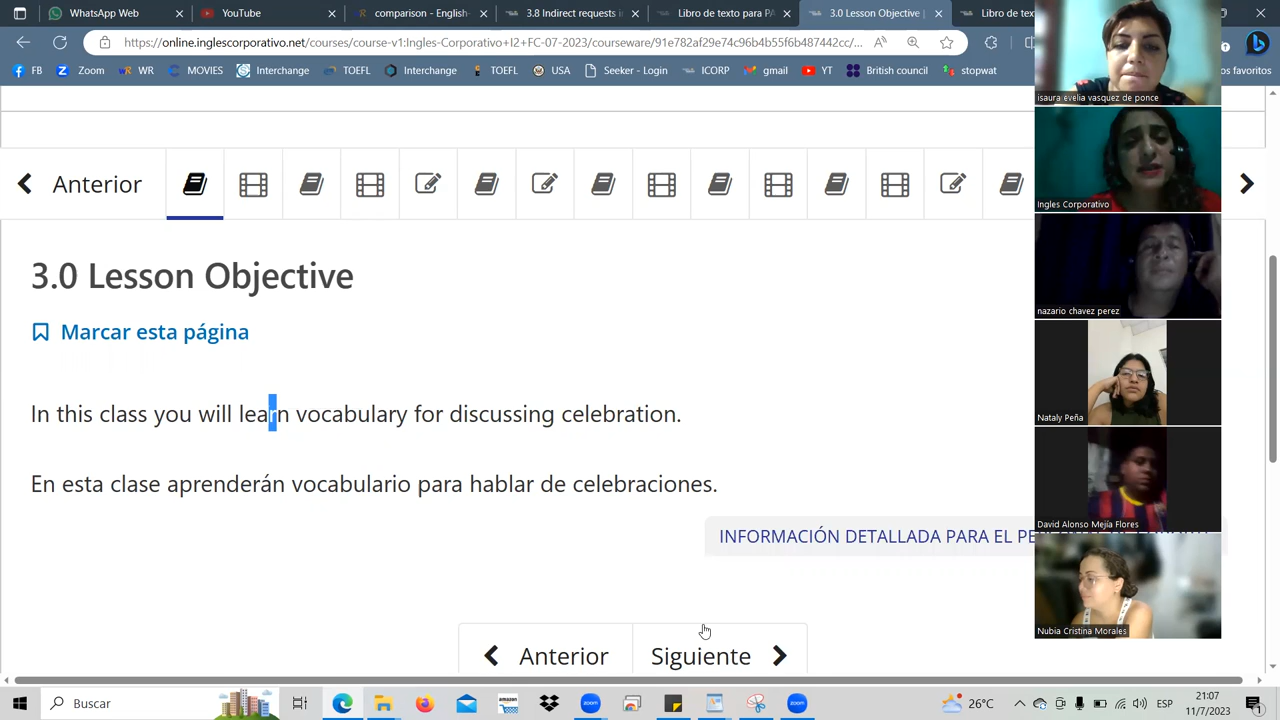 WhatsApp
YouTube
comparison - English-
3.8 Indirect requests i
Libro de texto para PA
3.0 Lesson Objective |
Libro de tex
https://online.inglescorporativo.net/courses/course-v1:Ingles-Corporativo+I2+FC-07-2023/courseware/91e782af29e74c96b4b55f6b487442cc/...
FB
Zoom
WR
MOVIES
Interchange
TOEFL
Interchange
TOEFL
USA
Seeker - Login
ICORP
gmail
YT
British council
stopwat
os favoritos
isaura evelia vasquez de ponce
Anterior
Ingles Corporativo
3.0 Lesson Objective
nazario chavez perez
Marcar esta página
In this class you will learn vocabulary for discussing celebration.
Nataly Peña
En esta clase aprenderán vocabulario para hablar de celebraciones.
David Alonso Mejía Flores
INFORMACIÓN DETALLADA PARA EL PE
Nubia Cristina Morales
Anterior
Siguiente
Buscar
amazon
zoom
zoom
26°C
ESP
21:07
11/7/2023
1